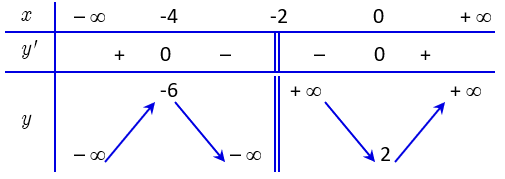 x − ∞ -4 -2 0 + ∞
y′ + 0 − − 0 +
-6 + ∞ + ∞
y
− ∞ − ∞ 2